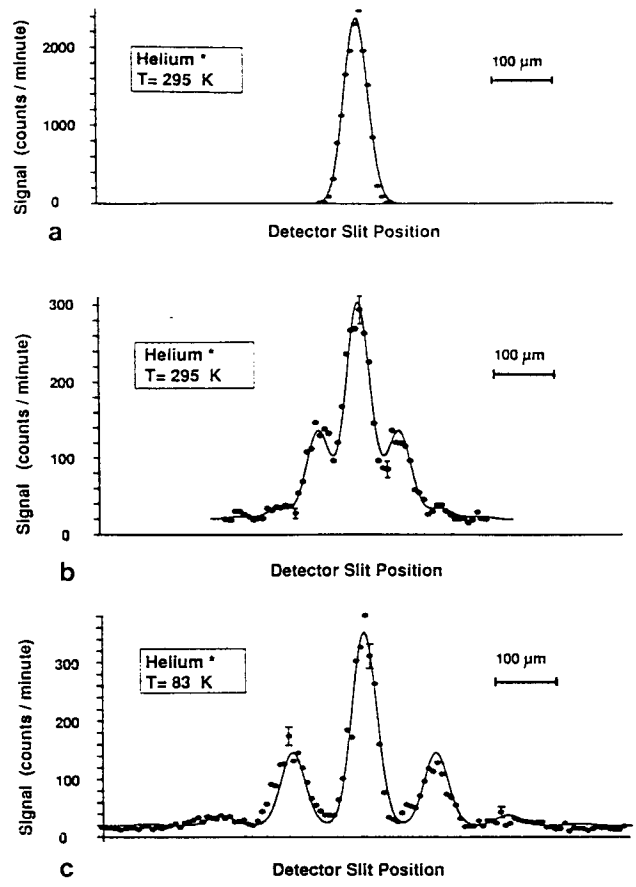 2000
1000
0
Signal (counts / minute)
Helium *
T= 295 K
100 µm
a
Detector Slit Position
300
200
100
0
Signal (counts / minute)
Helium *
T= 295 K
100 µm
b
Detector Slit Position
300
200
100
0
Signal (counts / minute)
Helium *
T= 83 K
100 µm
c
Detector Slit Position